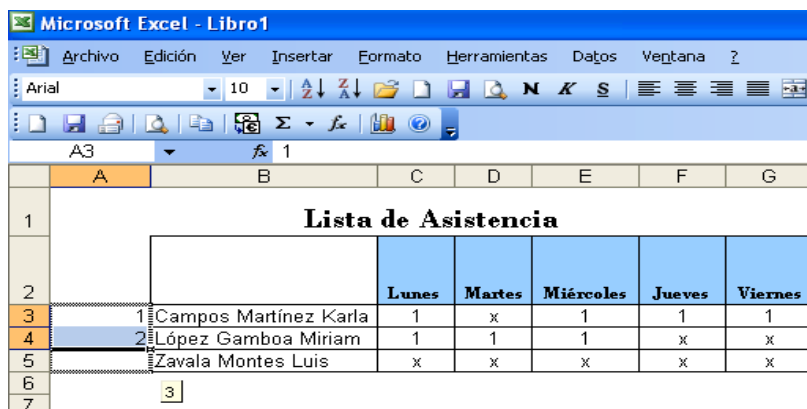 Microsoft Excel - Libro1
Archivo Edición Ver Insertar Formato Herramientas Datos Ventana ?
Arial 10 N K S
A3 fx 1
A B C D E F G
1 Lista de Asistencia
2 Lunes Martes Miércoles Jueves Viernes
3 1 Campos Martínez Karla 1 x 1 1 1
4 2 López Gamboa Miriam 1 1 1 x x
5 Zavala Montes Luis x x x x x
6
3
7